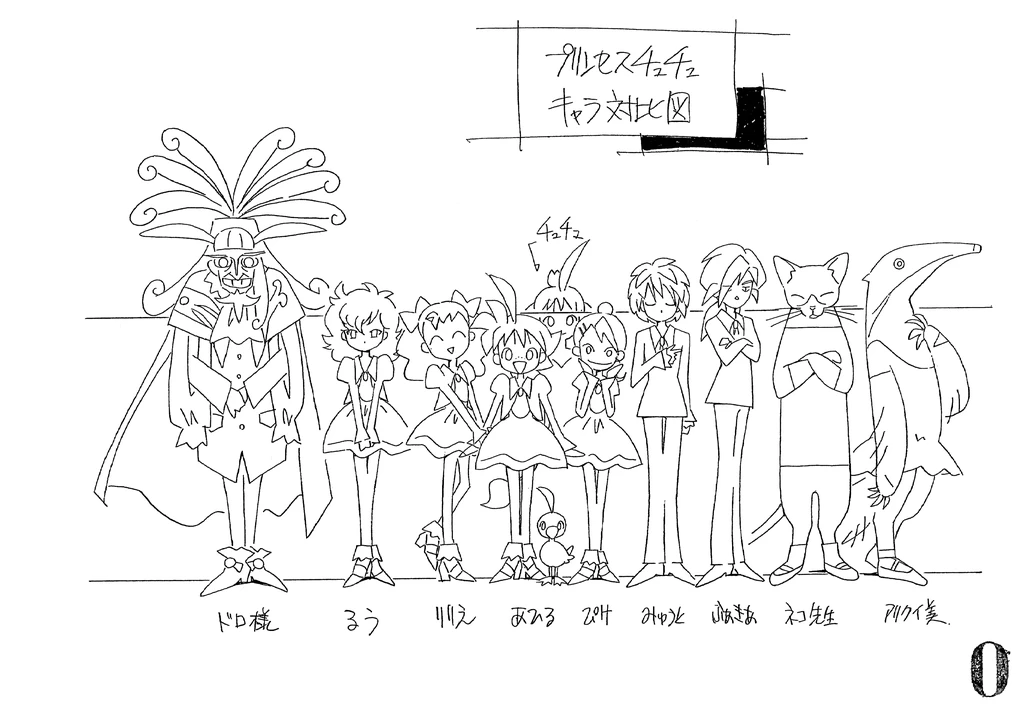 プリンセスチュチュ
キャラ対比図
チュチュ
ドロ様
るう
りりえ
あひる
ぴけ
みゅうと
ふぁきあ
ネコ先生
アリクイ美
0